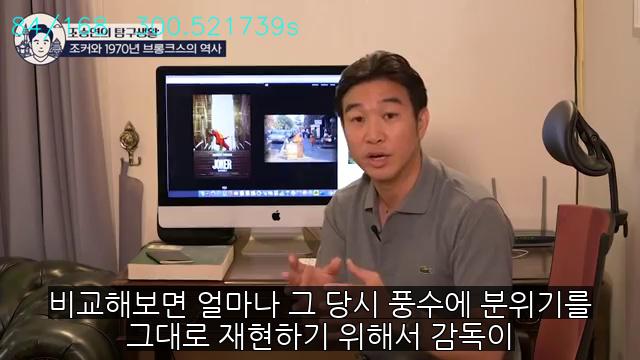 84/168, 300.521739s
조승연의 탐구생활
조커와 1970년 브롱크스의 역사
JOKER
비교해보면 얼마나 그 당시 풍수에 분위기를
그대로 재현하기 위해서 감독이